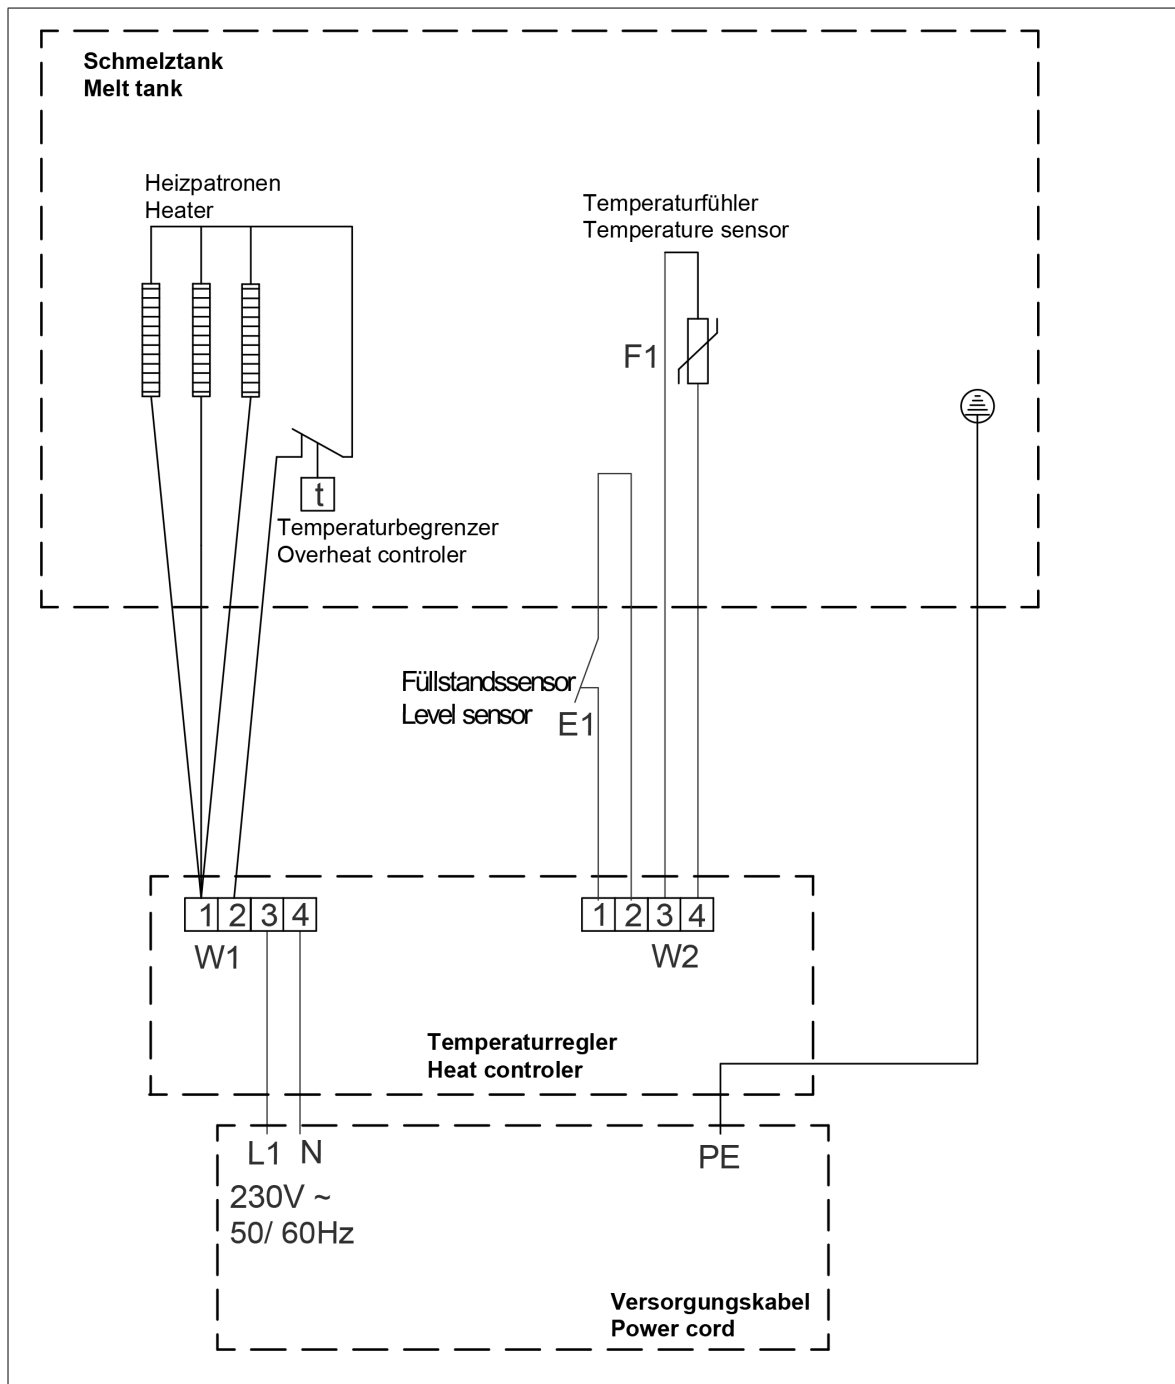 Schmelztank
Melt tank
Heizpatronen
Heater
Temperaturfühler
Temperature sensor
F1
t
Temperaturbegrenzer
Overheat controler
Füllstandssensor
Level sensor
E1
1 2 3 4
W1
1 2 3 4
W2
Temperaturregler
Heat controler
L1 N
PE
230V ~
50/ 60Hz
Versorgungskabel
Power cord